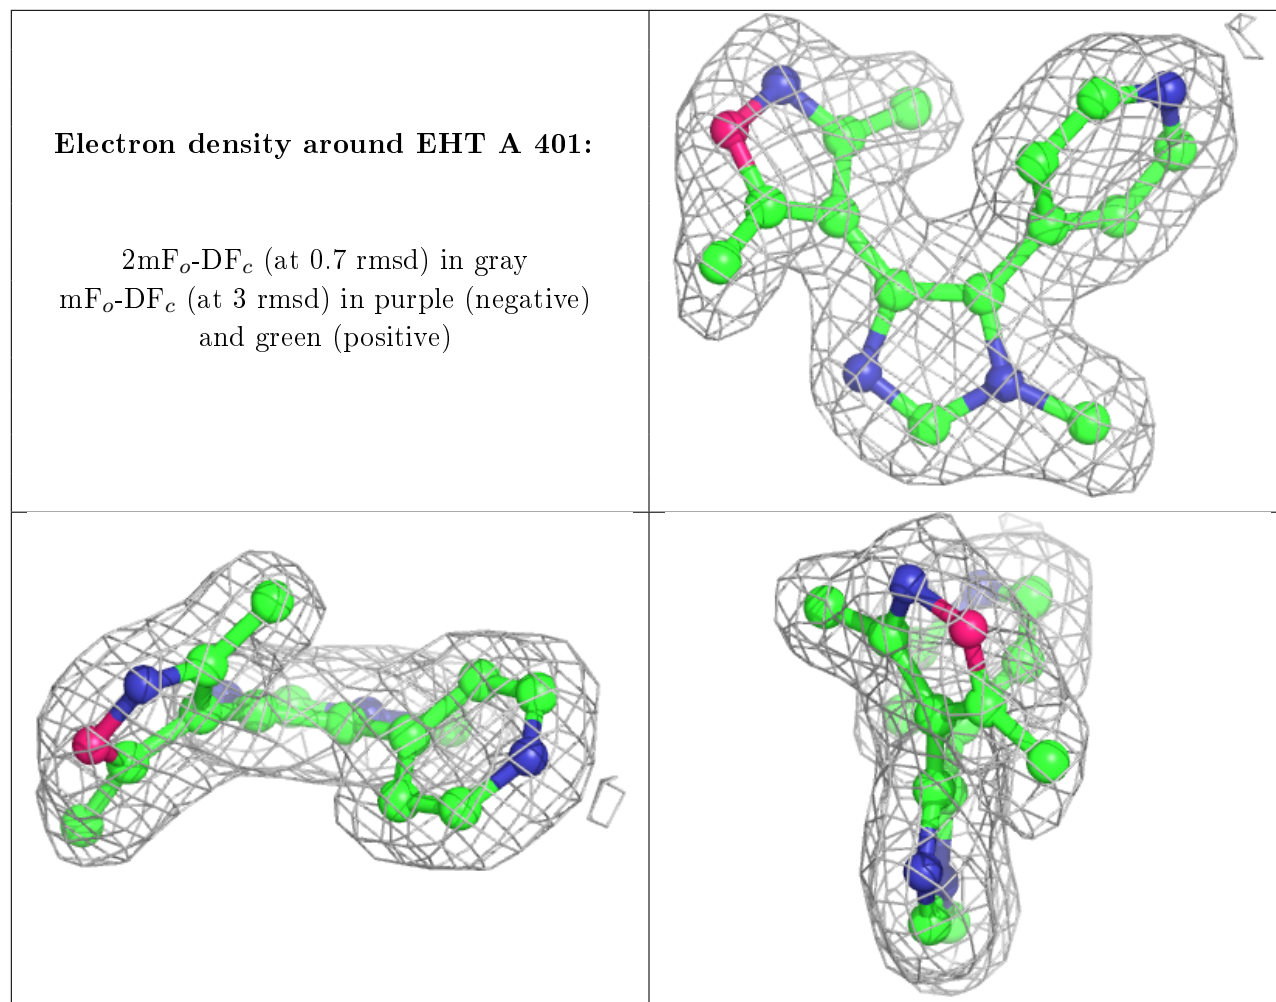 Electron density around EHT A 401:
2mFo-DFc (at 0.7 rmsd) in gray
mFo-DFc (at 3 rmsd) in purple (negative)
and green (positive)